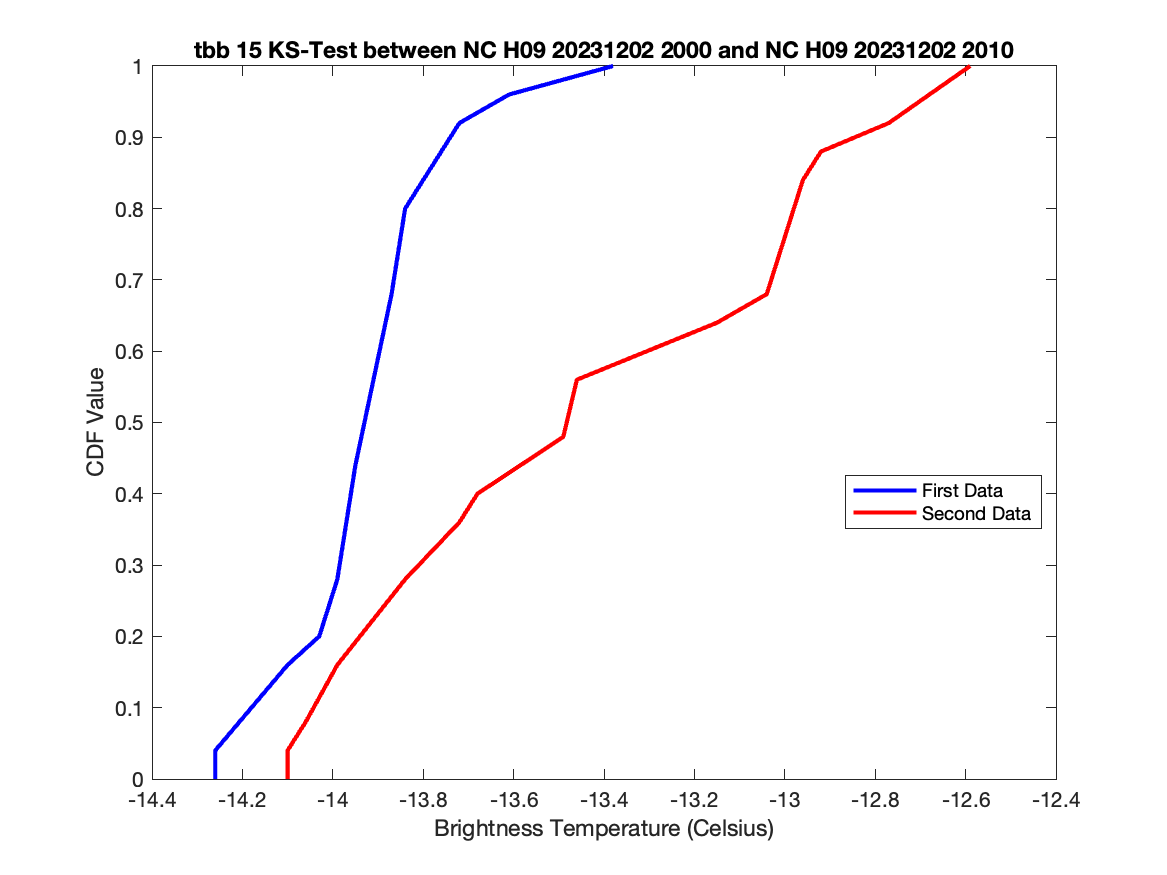 tbb 15 KS-Test between NC H09 20231202 2000 and NC H09 20231202 2010
1
0.9
0.8
0.7
0.6
0.5
0.4
0.3
0.2
0.1
0
CDF Value
First Data
Second Data
-14.4 -14.2 -14 -13.8 -13.6 -13.4 -13.2 -13 -12.8 -12.6 -12.4
Brightness Temperature (Celsius)